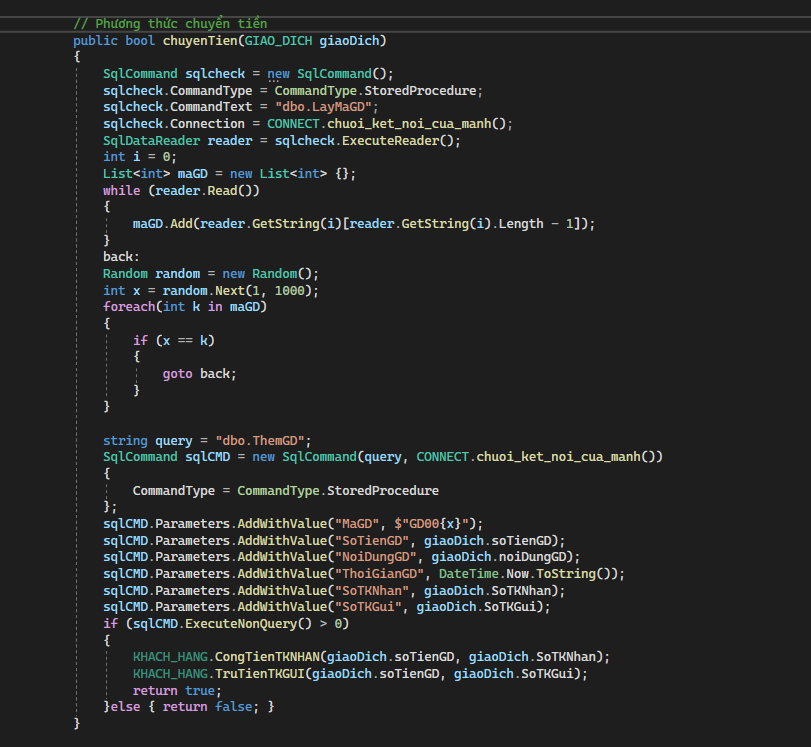 // Phương thức chuyển tiền
public bool chuyenTien(GIAO_DICH giaoDich)
{
SqlCommand sqlcheck = new SqlCommand();
sqlcheck.CommandType = CommandType.StoredProcedure;
sqlcheck.CommandText = "dbo.LayMaGD";
sqlcheck.Connection = CONNECT.chuoi_ket_noi_cua_manh();
SqlDataReader reader = sqlcheck.ExecuteReader();
int i = 0;
List<int> maGD = new List<int> {};
while (reader.Read())
{
maGD.Add(reader.GetString(i)[reader.GetString(i).Length - 1]);
}
back:
Random random = new Random();
int x = random.Next(1, 1000);
foreach(int k in maGD)
{
if (x == k)
{
goto back;
}
}
string query = "dbo.ThemGD";
SqlCommand sqlCMD = new SqlCommand(query, CONNECT.chuoi_ket_noi_cua_manh())
{
CommandType = CommandType.StoredProcedure
};
sqlCMD.Parameters.AddWithValue("MaGD", $"GD00{x}");
sqlCMD.Parameters.AddWithValue("SoTienGD", giaoDich.soTienGD);
sqlCMD.Parameters.AddWithValue("NoiDungGD", giaoDich.noiDungGD);
sqlCMD.Parameters.AddWithValue("ThoiGianGD", DateTime.Now.ToString());
sqlCMD.Parameters.AddWithValue("SoTKNhan", giaoDich.SoTKNhan);
sqlCMD.Parameters.AddWithValue("SoTKGui", giaoDich.SoTKGui);
if (sqlCMD.ExecuteNonQuery() > 0)
{
KHACH_HANG.CongTienTKNHAN(giaoDich.soTienGD, giaoDich.SoTKNhan);
KHACH_HANG.TruTienTKGUI(giaoDich.soTienGD, giaoDich.SoTKGui);
return true;
}else { return false; }
}